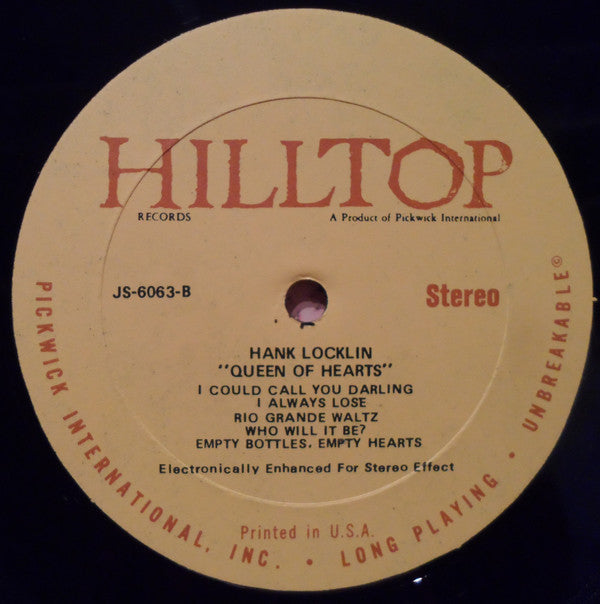 HILLTOP
RECORDS A Product of Pickwick International
JS-6063-B Stereo
HANK LOCKLIN
"QUEEN OF HEARTS"
I COULD CALL YOU DARLING
I ALWAYS LOSE
RIO GRANDE WALTZ
WHO WILL IT BE?
EMPTY BOTTLES, EMPTY HEARTS
Electronically Enhanced For Stereo Effect
Printed in U.S.A.
PICKWICK INTERNATIONAL, INC. • LONG PLAYING • UNBREAKABLE©